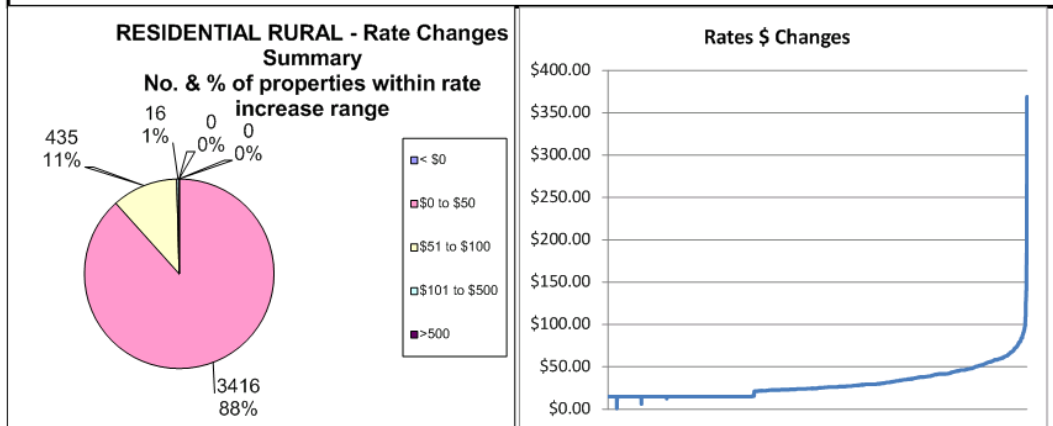 RESIDENTIAL RURAL - Rate Changes
Summary
No. & % of properties within rate
increase range
16
1%
0
0%
0
0%
435
11%
3416
88%
< $0
$0 to $50
$51 to $100
$101 to $500
>500
Rates $ Changes
$400.00
$350.00
$300.00
$250.00
$200.00
$150.00
$100.00
$50.00
$0.00